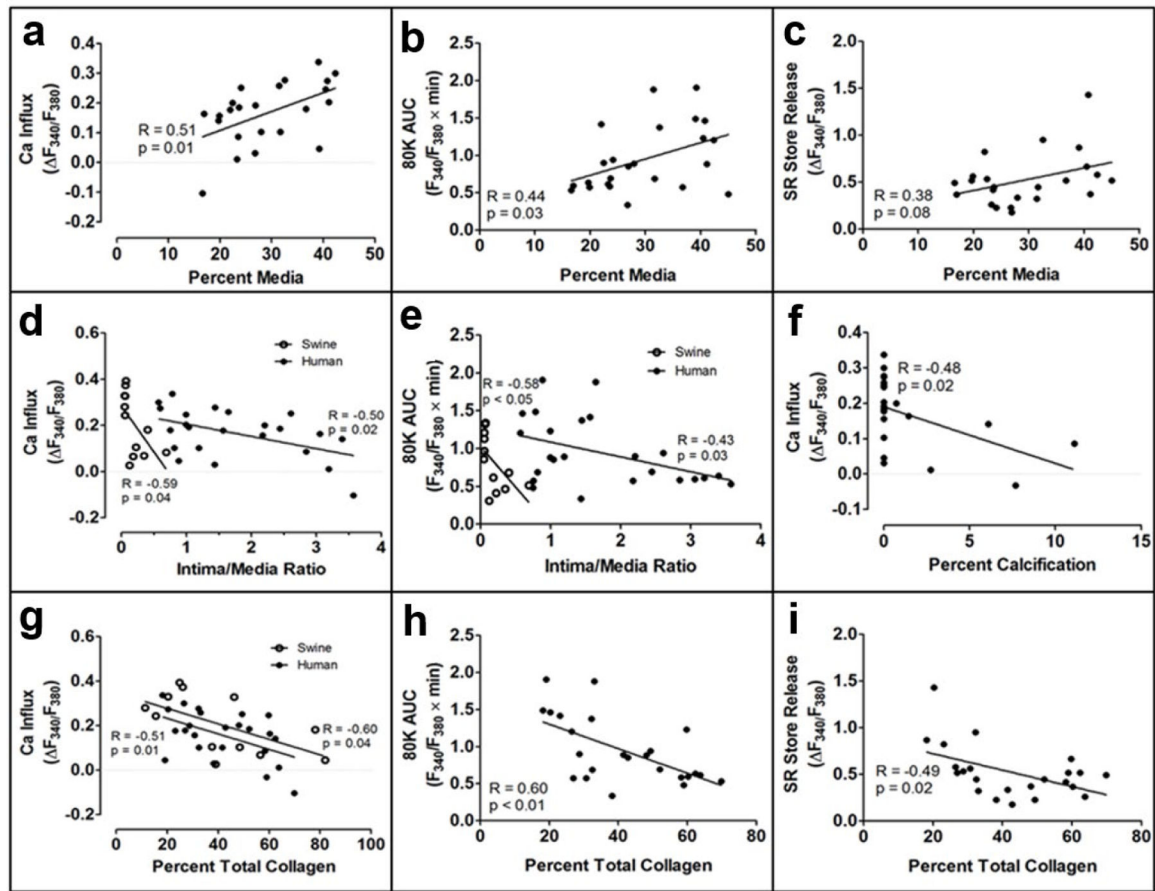 a
Ca Influx
(ΔF340/F380)
0.4
0.3
0.2
0.1
0.0
-0.1
-0.2
R = 0.51
p = 0.01
0 10 20 30 40 50
Percent Media
b
80K AUC
(F340/F380 × min)
2.5
2.0
1.5
1.0
0.5
0.0
R = 0.44
p = 0.03
0 10 20 30 40 50
Percent Media
c
SR Store Release
(ΔF340/F380)
2.0
1.5
1.0
0.5
0.0
R = 0.38
p = 0.08
0 10 20 30 40 50
Percent Media
d
Ca Influx
(ΔF340/F380)
0.6
0.4
0.2
0.0
-0.2
Swine
Human
R = -0.50
p = 0.02
R = -0.59
p = 0.04
0 1 2 3 4
Intima/Media Ratio
e
80K AUC
(F340/F380 × min)
2.5
2.0
1.5
1.0
0.5
0.0
Swine
Human
R = -0.58
p < 0.05
R = -0.43
p = 0.03
0 1 2 3 4
Intima/Media Ratio
f
Ca Influx
(ΔF340/F380)
0.4
0.3
0.2
0.1
0.0
-0.1
R = -0.48
p = 0.02
0 5 10 15
Percent Calcification
g
Ca Influx
(ΔF340/F380)
0.6
0.4
0.2
0.0
-0.2
Swine
Human
R = -0.51
p = 0.01
R = -0.60
p = 0.04
0 20 40 60 80 100
Percent Total Collagen
h
80K AUC
(F340/F380 × min)
2.5
2.0
1.5
1.0
0.5
0.0
R = 0.60
p < 0.01
0 20 40 60 80
Percent Total Collagen
i
SR Store Release
(ΔF340/F380)
2.0
1.5
1.0
0.5
0.0
R = -0.49
p = 0.02
0 20 40 60 80
Percent Total Collagen